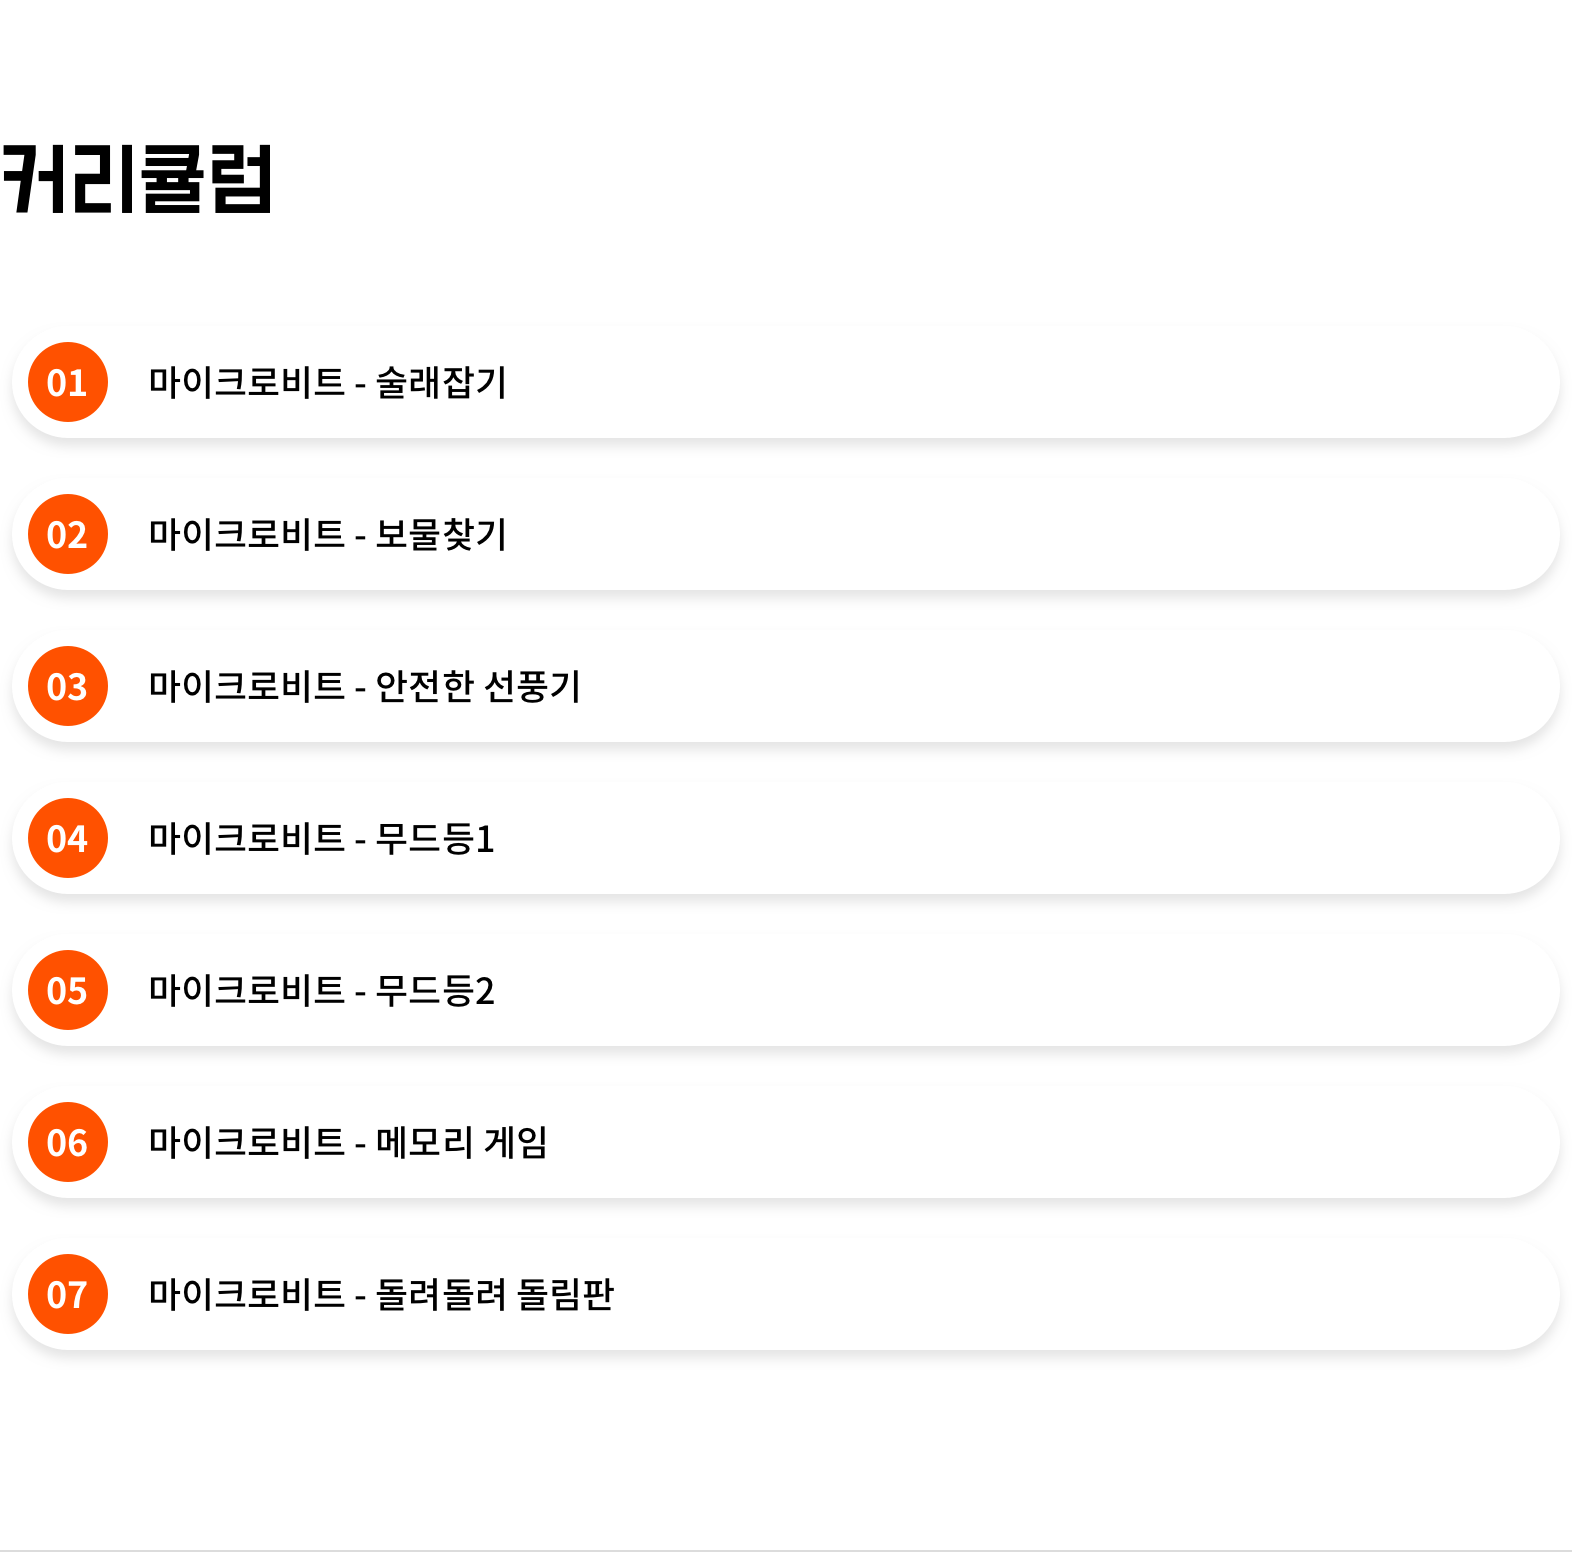 커리큘럼
01 마이크로비트 - 술래잡기
02 마이크로비트 - 보물찾기
03 마이크로비트 - 안전한 선풍기
04 마이크로비트 - 무드등1
05 마이크로비트 - 무드등2
06 마이크로비트 - 메모리 게임
07 마이크로비트 - 돌려돌려 돌림판